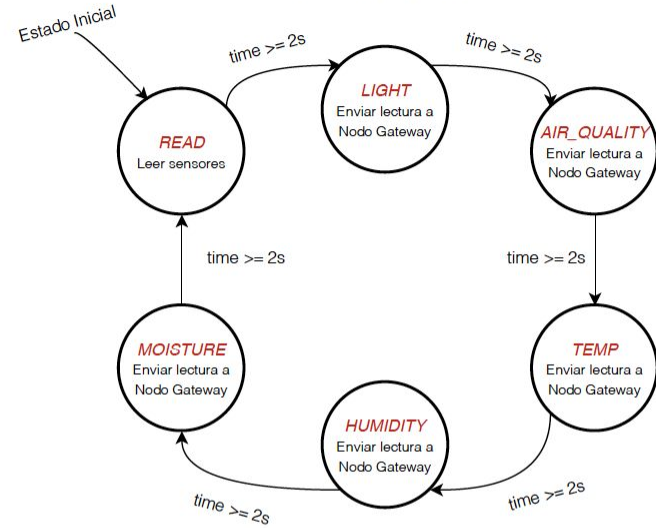 Estado Inicial
time >= 2s
time >= 2s
LIGHT
Enviar lectura a
Nodo Gateway
READ
Leer sensores
AIR_QUALITY
Enviar lectura a
Nodo Gateway
time >= 2s
time >= 2s
MOISTURE
Enviar lectura a
Nodo Gateway
TEMP
Enviar lectura a
Nodo Gateway
HUMIDITY
Enviar lectura a
Nodo Gateway
time >= 2s
time >= 2s